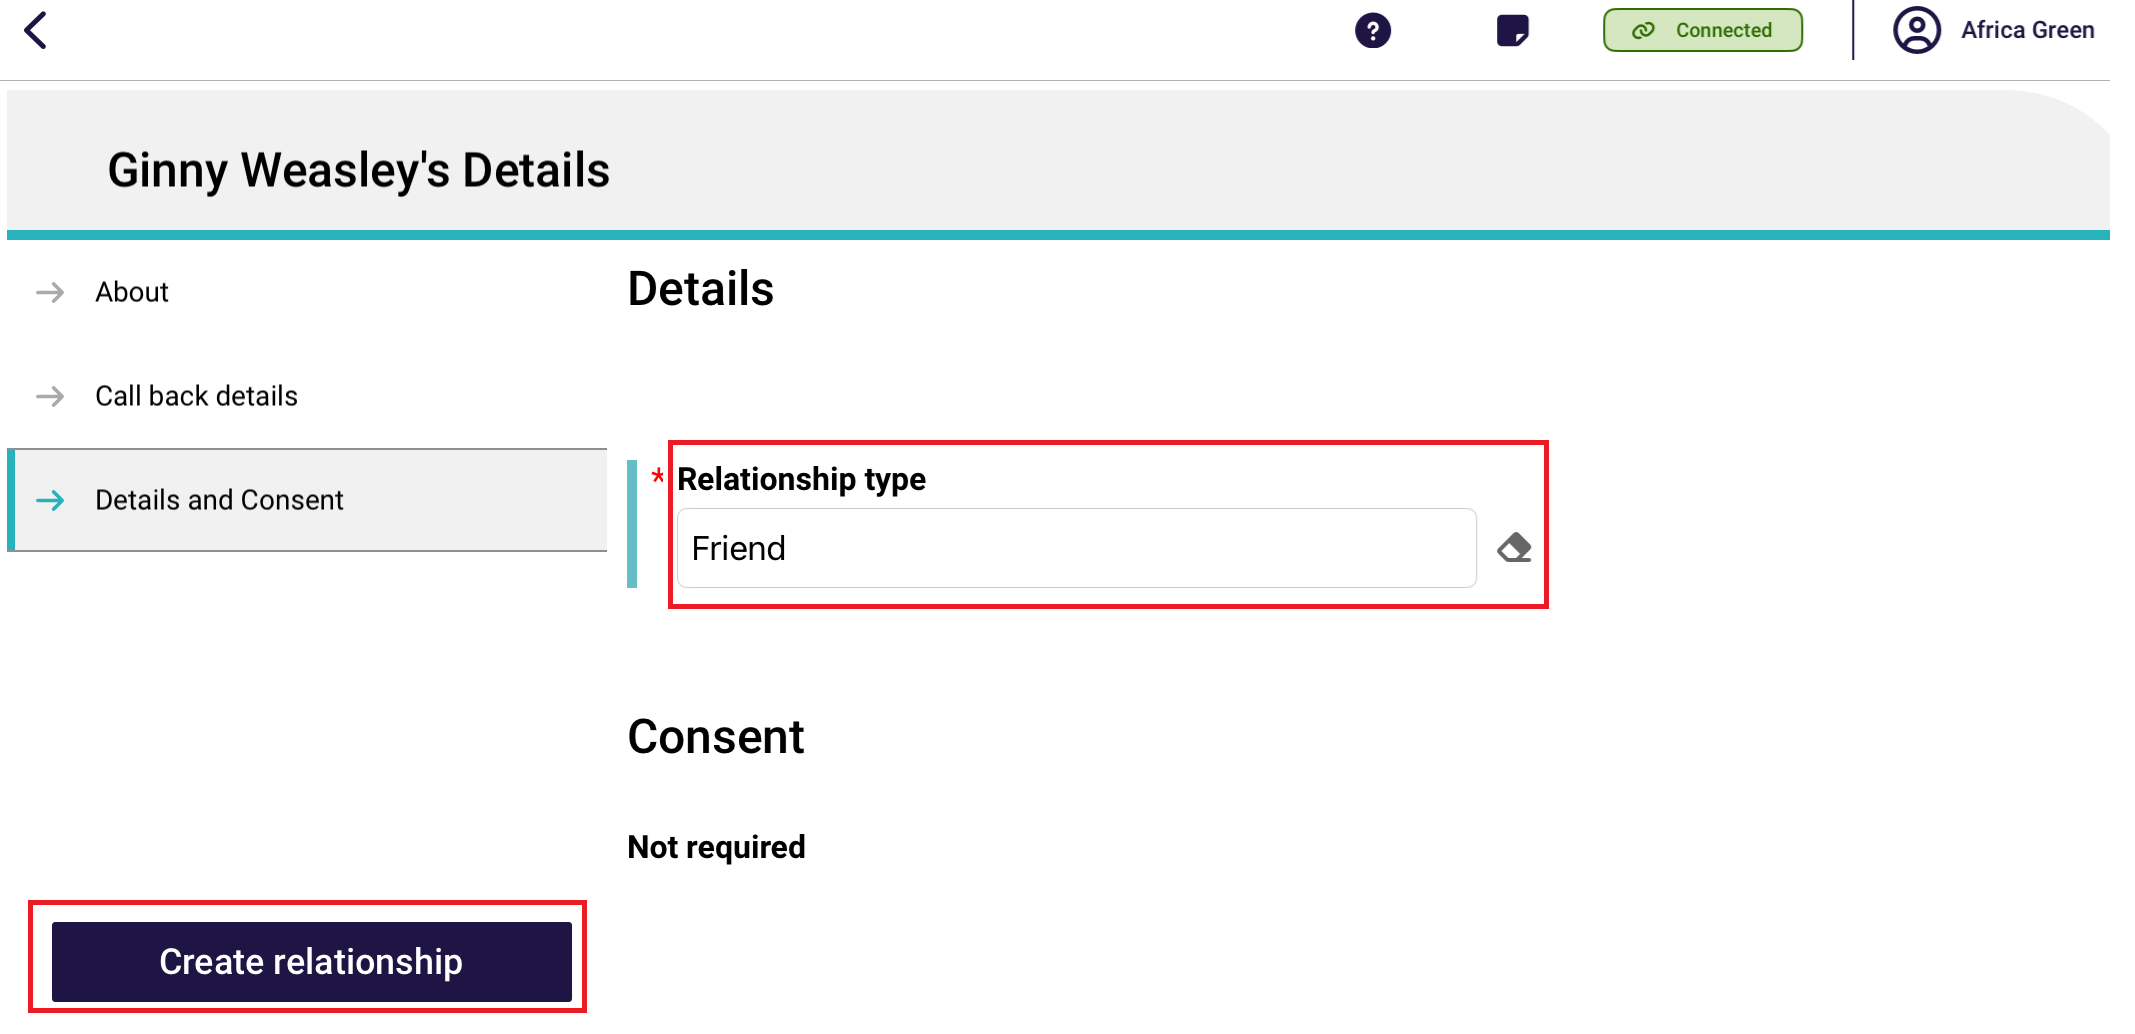 Connected
Africa Green
Ginny Weasley's Details
About
Call back details
Details and Consent
Details
* Relationship type
Friend
Consent
Not required
Create relationship